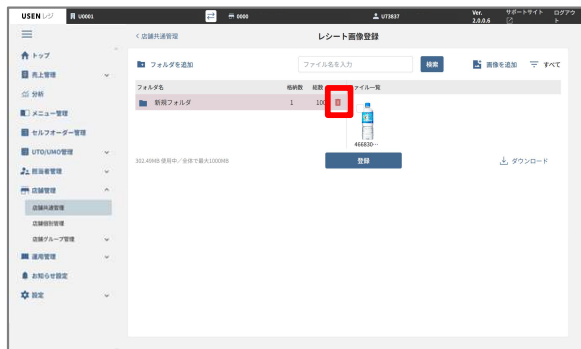 USEN レジ U0001 0000 UT3837 Ver. 2.0.0.6 サポートサイト ログアウト
< 店舗共通管理 レシート画像登録
トップ
売上管理
分析
メニュー管理
セルフオーダー管理
UTO/UMO管理
担当者管理
店舗管理
店舗共通管理
店舗個別管理
店舗グループ管理
運用管理
お知らせ設定
設定
フォルダを追加 ファイル名を入力 検索 画像を追加 すべて
フォルダ名 格納数 総数 ァイル一覧
新規フォルダ 1 100
466830…
302.49MB 使用中／全体で最大1000MB 登録 ダウンロード